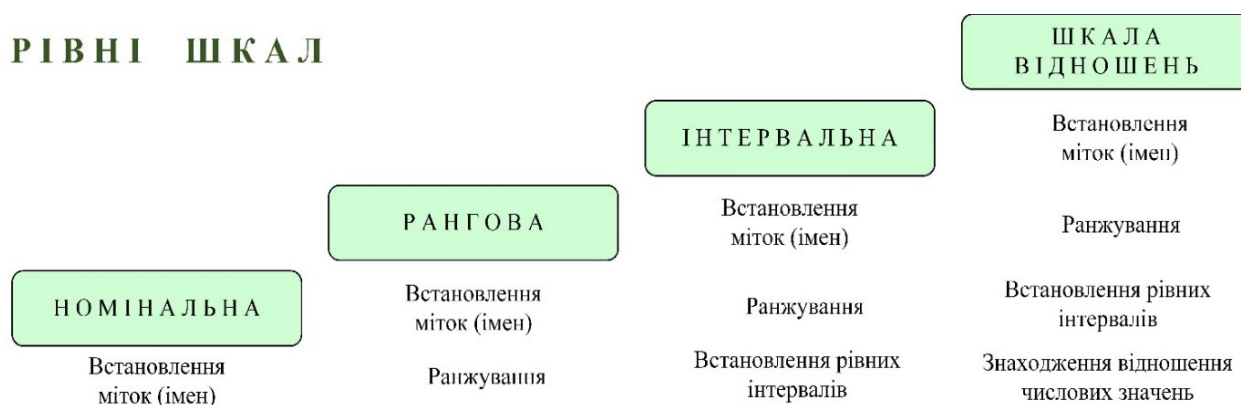 РІВНІ ШКАЛ
НОМІНАЛЬНА
Встановлення
міток (імен)
РАНГОВА
Встановлення
міток (імен)
Ранжування
ІНТЕРВАЛЬНА
Встановлення
міток (імен)
Ранжування
Встановлення рівних
інтервалів
ШКАЛА
ВІДНОШЕНЬ
Встановлення
міток (імен)
Ранжування
Встановлення рівних
інтервалів
Знаходження відношення
числових значень